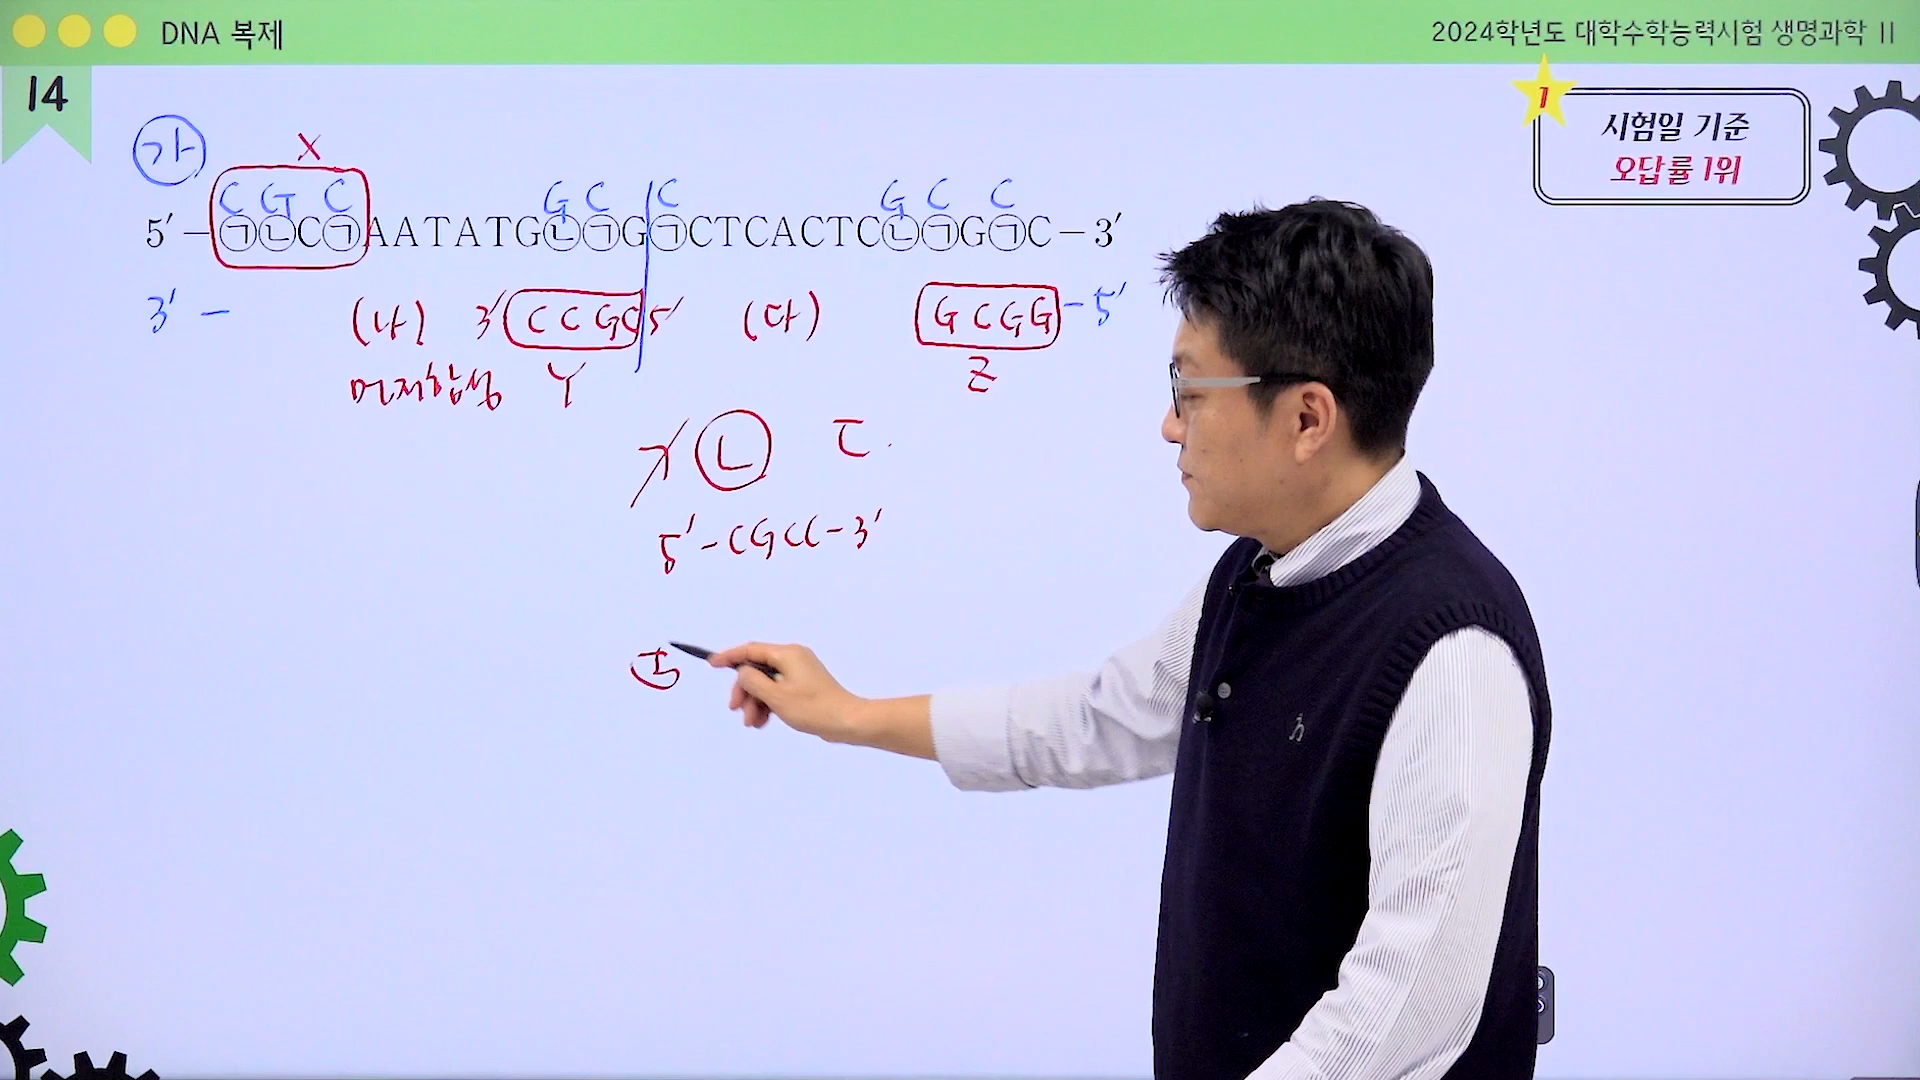 DNA 복제
2024학년도 대학수학능력시험 생명과학 II
14
1
시험일 기준
오답률 1위
가
X
C G C G C C G C C
5′-ㄱㄴCㄱAATATGㄴㄱGㄱCTCACTCㄴㄱGㄱC-3′
3′- (나) 3′ CCGC 5′ (다) GCGG -5′
먼저합성 Y Z
ㄱ ㄴ ㄷ.
5′-CGCC-3′